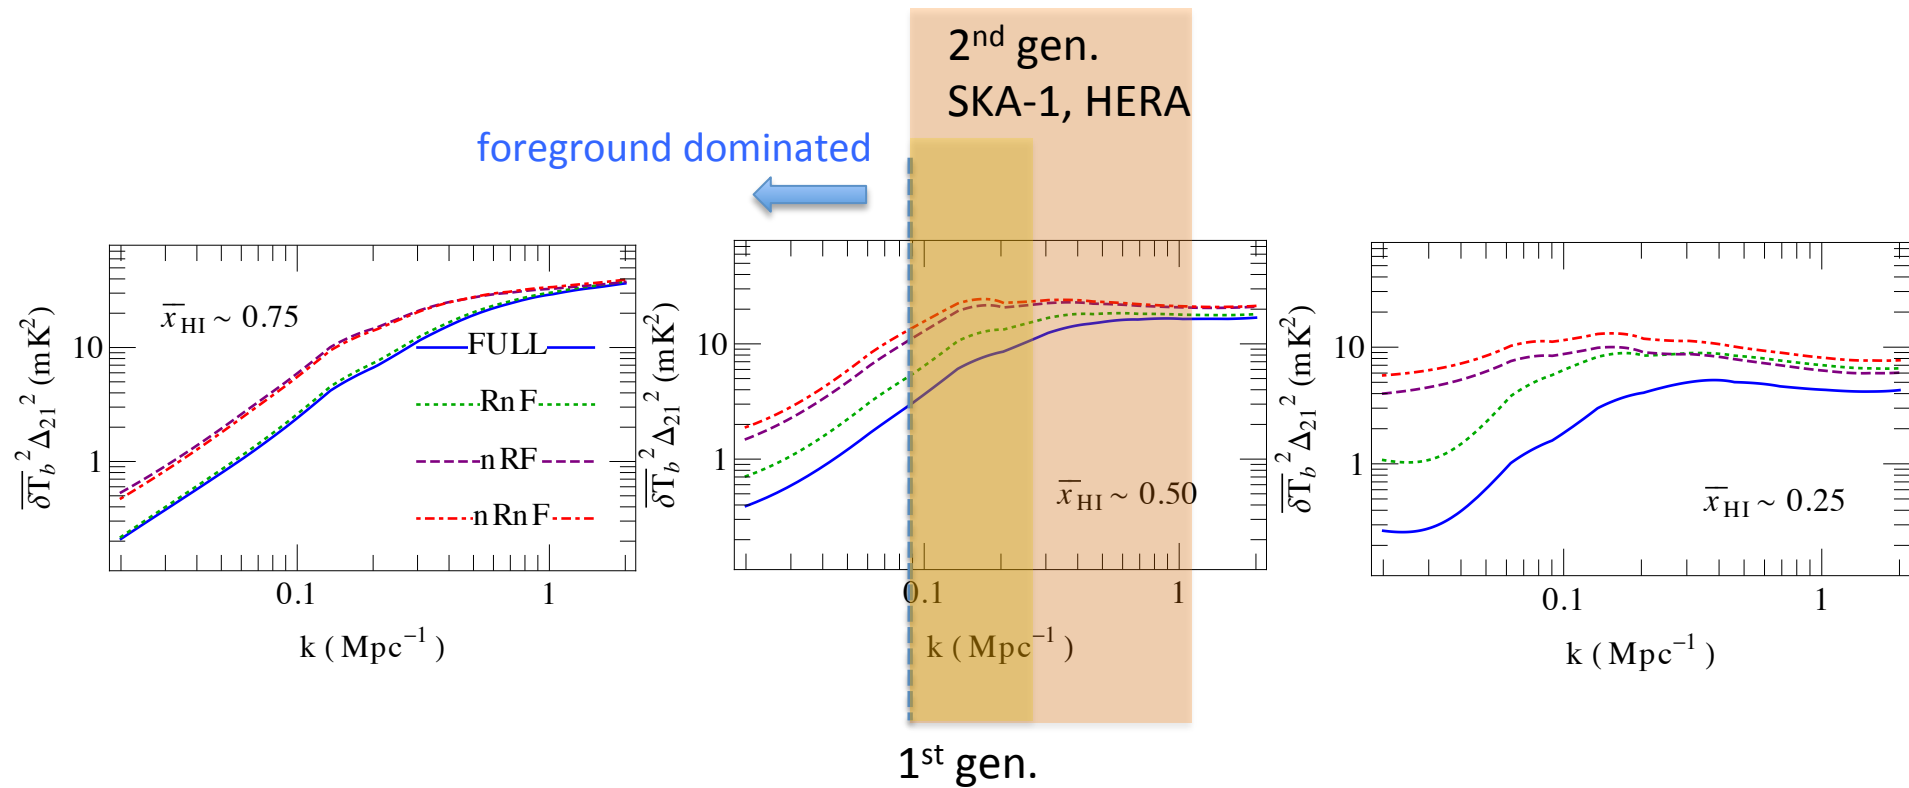 2nd gen.
SKA-1, HERA
foreground dominated
x̅HI ~ 0.75
FULL
RnF
nRF
nRnF
10
1
0.1
1
k ( Mpc⁻¹ )
δT̅b² Δ21² (mK²)
x̅HI ~ 0.50
10
1
0.1
1
k ( Mpc⁻¹ )
δT̅b² Δ21² (mK²)
x̅HI ~ 0.25
10
1
0.1
1
k ( Mpc⁻¹ )
δT̅b² Δ21² (mK²)
1st gen.